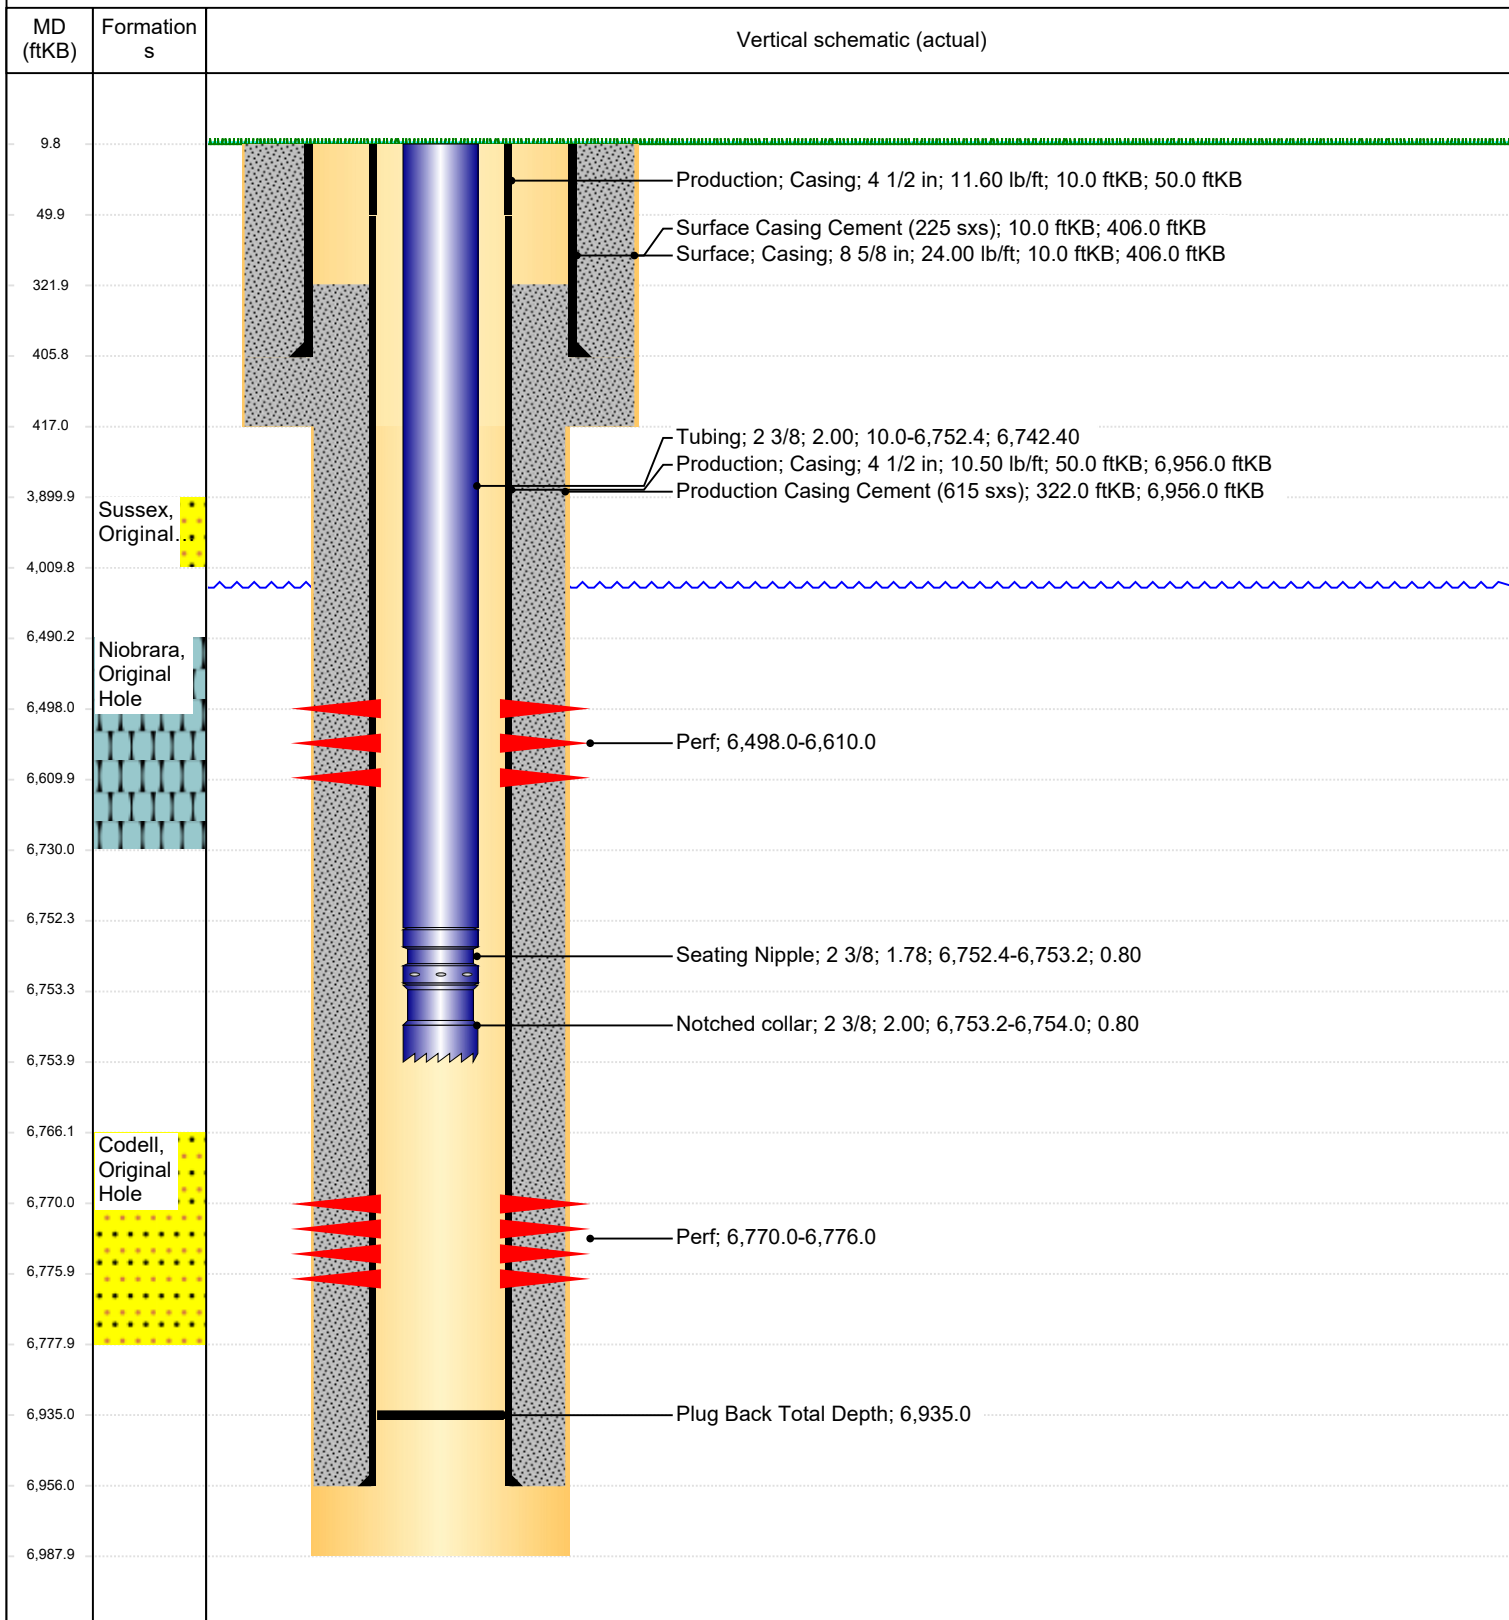 MD
(ftKB)
Formation
s
Vertical schematic (actual)
9.8
Production; Casing; 4 1/2 in; 11.60 lb/ft; 10.0 ftKB; 50.0 ftKB
49.9
Surface Casing Cement (225 sxs); 10.0 ftKB; 406.0 ftKB
Surface; Casing; 8 5/8 in; 24.00 lb/ft; 10.0 ftKB; 406.0 ftKB
321.9
405.8
417.0
Tubing; 2 3/8; 2.00; 10.0-6,752.4; 6,742.40
Production; Casing; 4 1/2 in; 10.50 lb/ft; 50.0 ftKB; 6,956.0 ftKB
Production Casing Cement (615 sxs); 322.0 ftKB; 6,956.0 ftKB
3,899.9
Sussex,
Original...
4,009.8
6,490.2
Niobrara,
Original
Hole
6,498.0
Perf; 6,498.0-6,610.0
6,609.9
6,730.0
6,752.3
Seating Nipple; 2 3/8; 1.78; 6,752.4-6,753.2; 0.80
6,753.3
Notched collar; 2 3/8; 2.00; 6,753.2-6,754.0; 0.80
6,753.9
6,766.1
Codell,
Original
Hole
6,770.0
Perf; 6,770.0-6,776.0
6,775.9
6,777.9
6,935.0
Plug Back Total Depth; 6,935.0
6,956.0
6,987.9